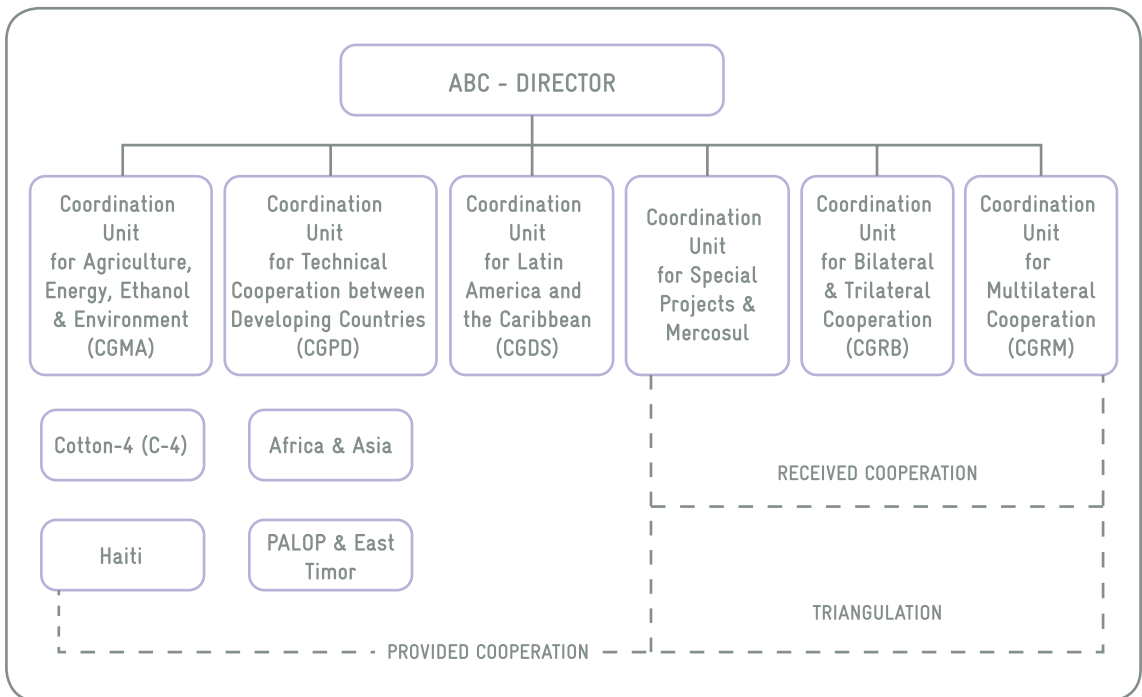 ABC - DIRECTOR
Coordination
Unit
for Agriculture,
Energy, Ethanol
& Environment
(CGMA)
Coordination
Unit
for Technical
Cooperation between
Developing Countries
(CGPD)
Coordination
Unit
for Latin
America and
the Caribbean
(CGDS)
Coordination
Unit
for Special
Projects &
Mercosul
Coordination
Unit
for Bilateral
& Trilateral
Cooperation
(CGRB)
Coordination
Unit
for
Multilateral
Cooperation
(CGRM)
Cotton-4 (C-4)
Africa & Asia
RECEIVED COOPERATION
Haiti
PALOP & East
Timor
TRIANGULATION
PROVIDED COOPERATION